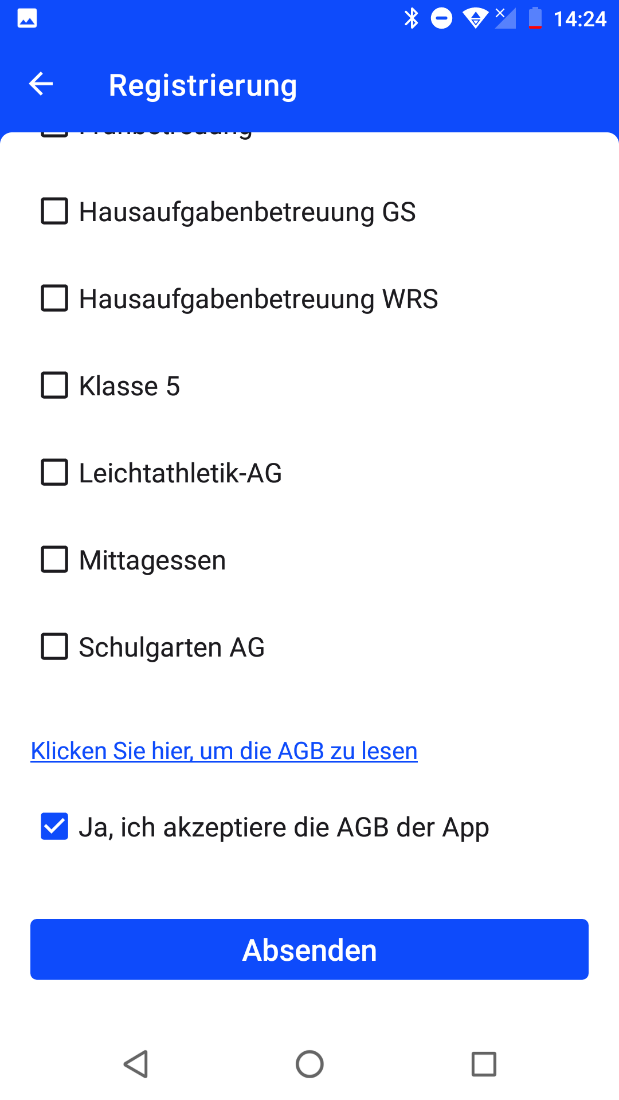 14:24
Registrierung
Hausaufgabenbetreuung GS
Hausaufgabenbetreuung WRS
Klasse 5
Leichtathletik-AG
Mittagessen
Schulgarten AG
Klicken Sie hier, um die AGB zu lesen
Ja, ich akzeptiere die AGB der App
Absenden